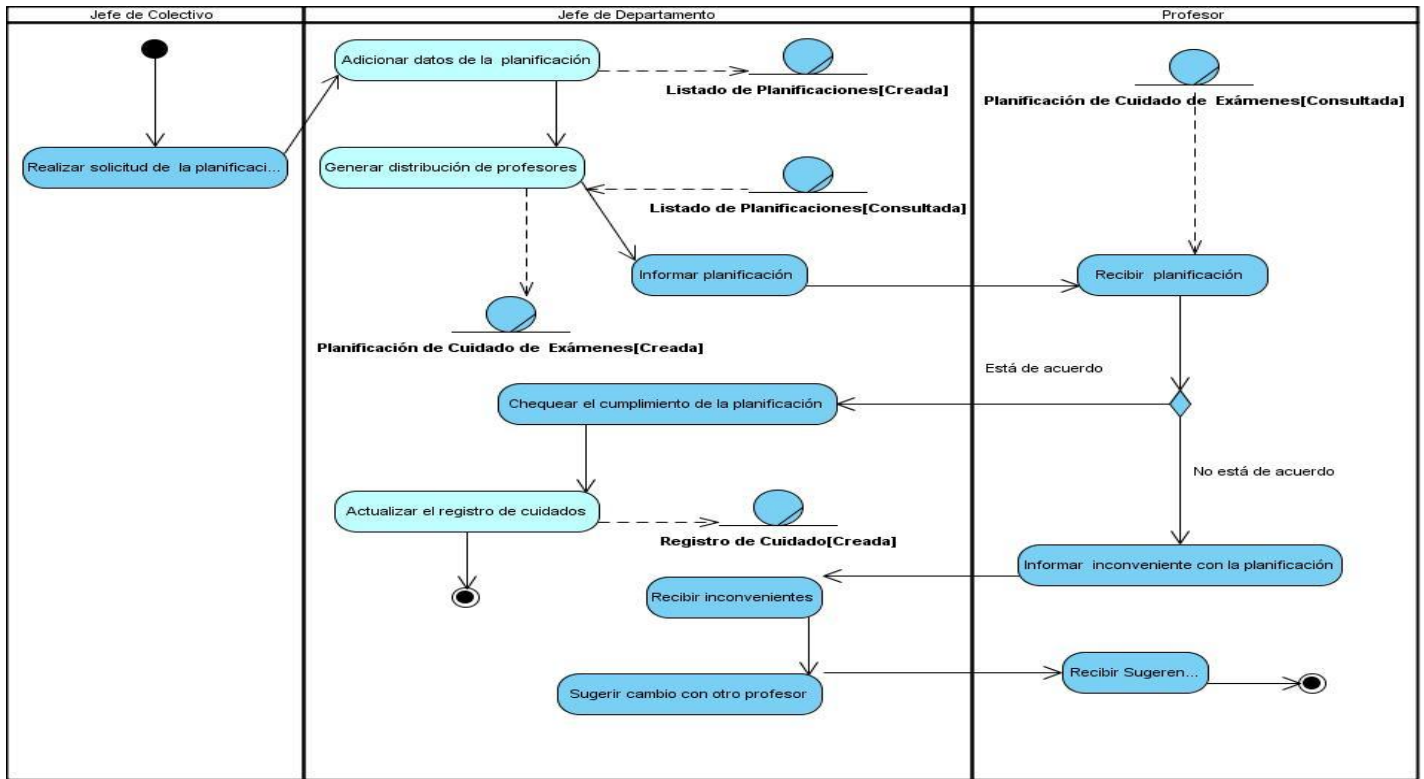 Jefe de Colectivo
Jefe de Departamento
Profesor
Adicionar datos de la planificación
Listado de Planificaciones[Creada]
Planificación de Cuidado de Exámenes[Consultada]
Realizar solicitud de la planificaci...
Generar distribución de profesores
Listado de Planificaciones[Consultada]
Informar planificación
Recibir planificación
Planificación de Cuidado de Exámenes[Creada]
Está de acuerdo
Chequear el cumplimiento de la planificación
No está de acuerdo
Actualizar el registro de cuidados
Registro de Cuidado[Creada]
Informar inconveniente con la planificación
Recibir inconvenientes
Sugerir cambio con otro profesor
Recibir Sugeren...